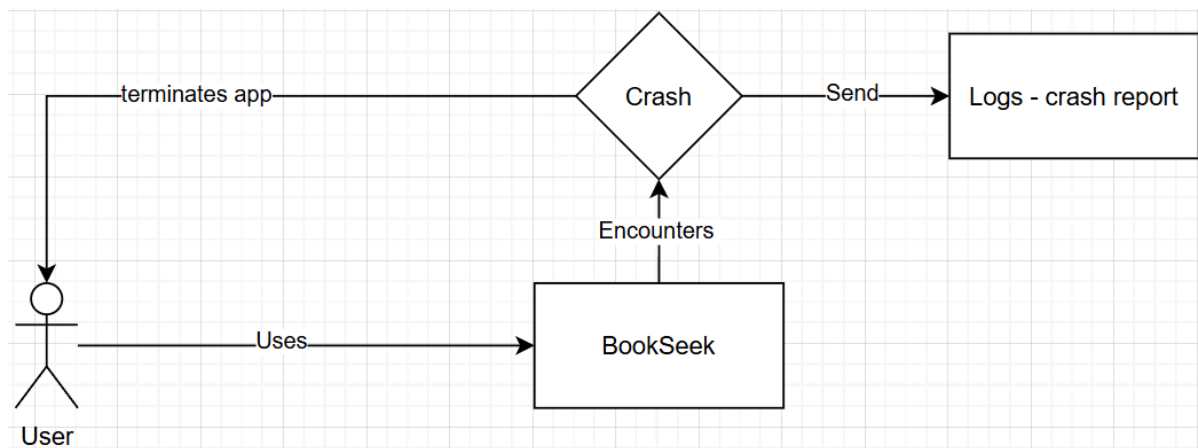 Crash
terminates app
Send
Logs - crash report
Encounters
Uses
BookSeek
User